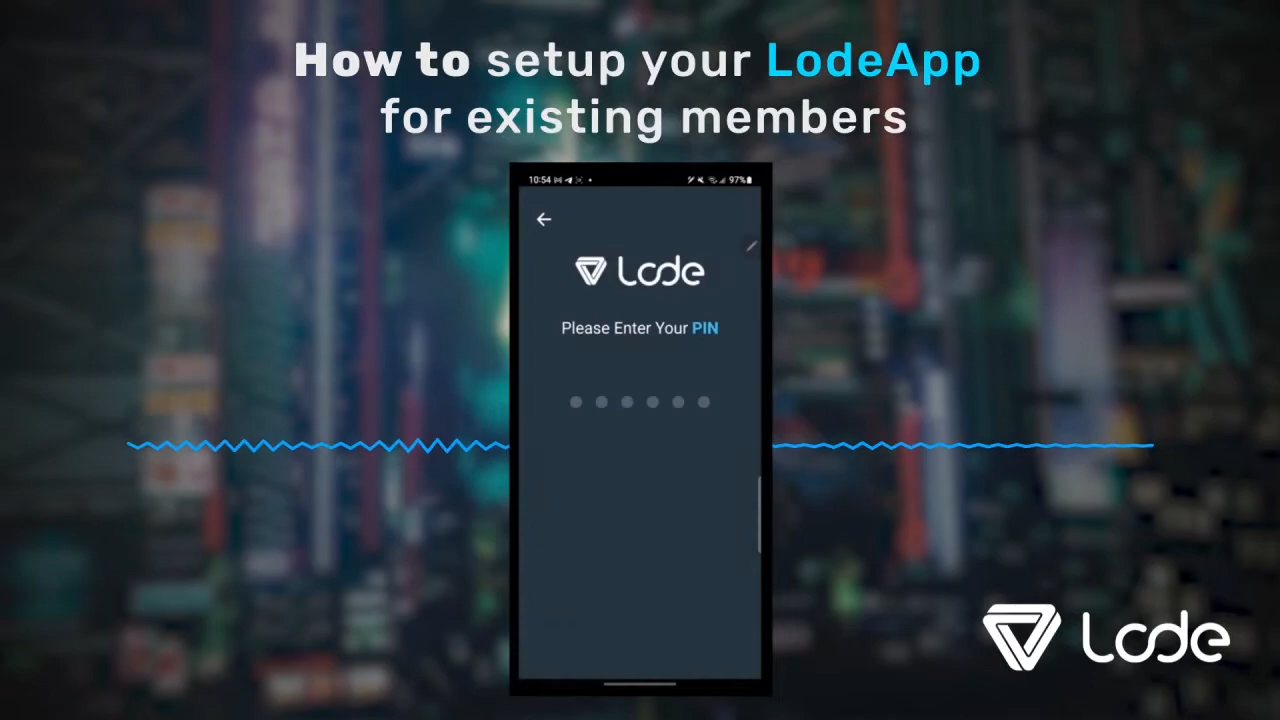 How to setup your LodeApp
for existing members
10:54
97%
Lode
Please Enter Your PIN
Lode